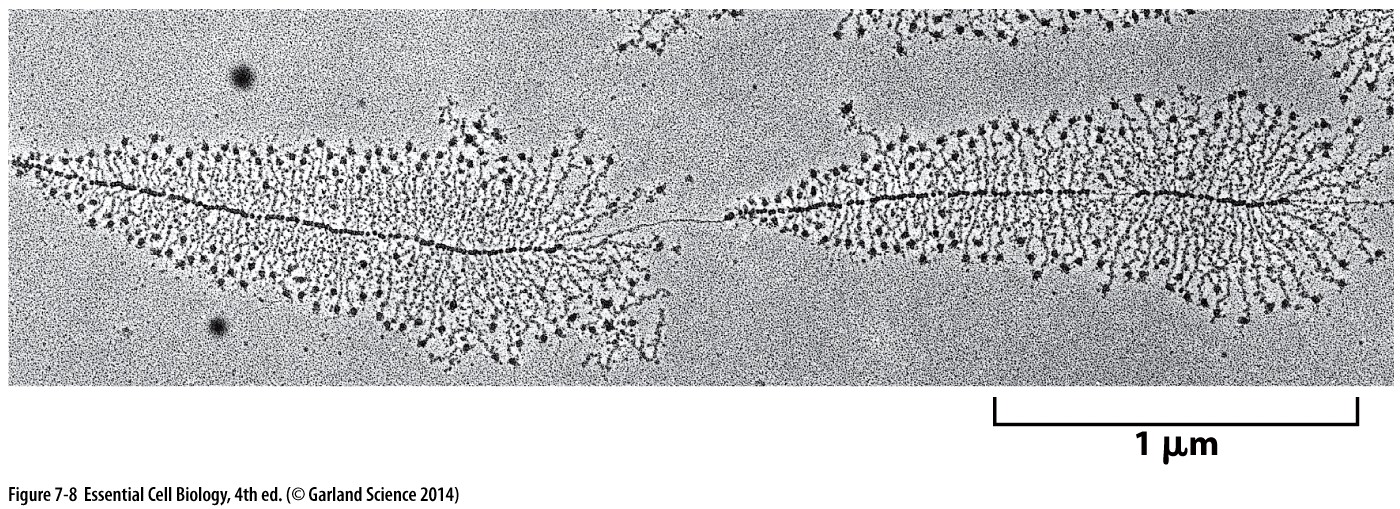 1 μm
Figure 7-8 Essential Cell Biology, 4th ed. (© Garland Science 2014)